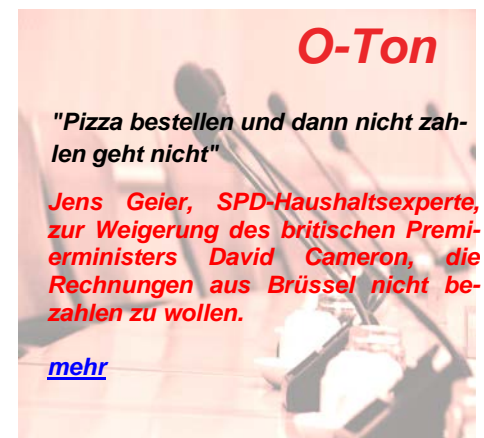 O-Ton
"Pizza bestellen und dann nicht zah-
len geht nicht"
Jens Geier, SPD-Haushaltsexperte,
zur Weigerung des britischen Premi-
erministers David Cameron, die
Rechnungen aus Brüssel nicht be-
zahlen zu wollen.
mehr